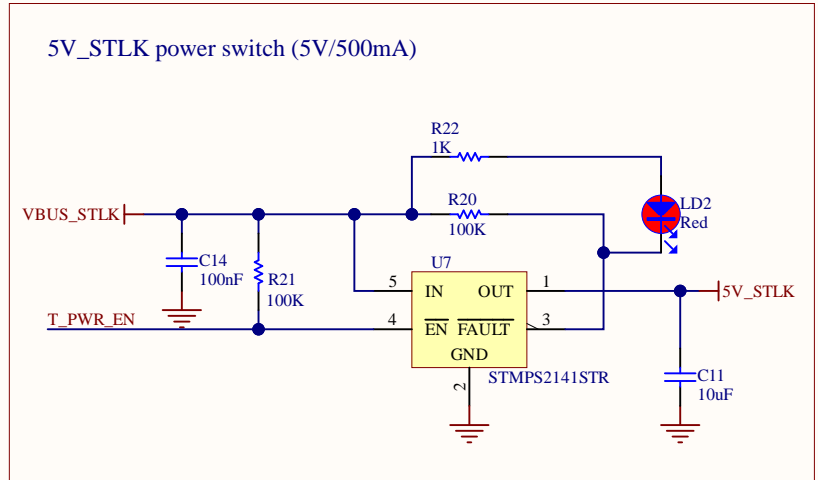 5V_STLK power switch (5V/500mA)
R22
1K
VBUS_STLK
R20
100K
LD2
Red
C14
100nF
R21
100K
U7
5
IN
OUT
1
5V_STLK
T_PWR_EN
4
EN
FAULT
3
GND
2
STMPS2141STR
C11
10uF